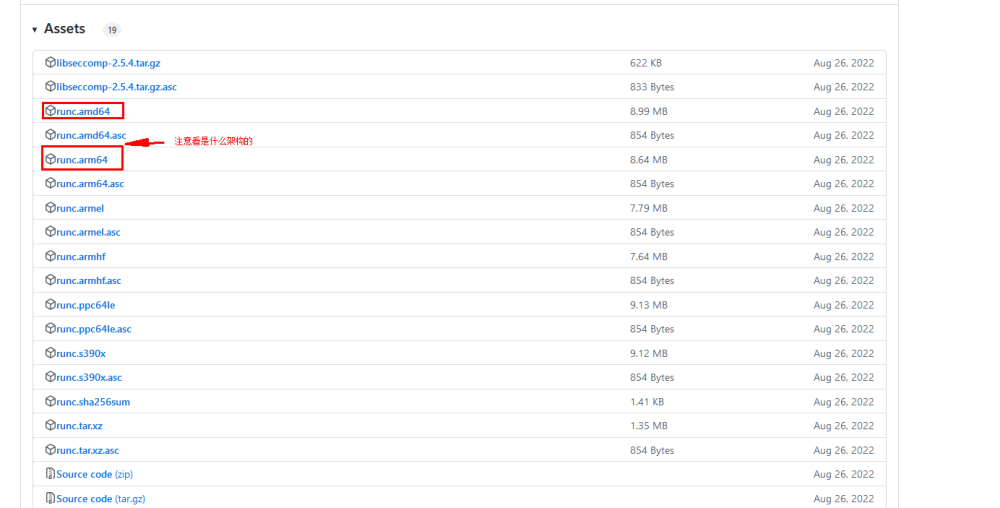 Assets 19
libseccomp-2.5.4.tar.gz 622 KB Aug 26, 2022
libseccomp-2.5.4.tar.gz.asc 833 Bytes Aug 26, 2022
runc.amd64 8.99 MB Aug 26, 2022
runc.amd64.asc 854 Bytes Aug 26, 2022
注意看是什么架构的
runc.arm64 8.64 MB Aug 26, 2022
runc.arm64.asc 854 Bytes Aug 26, 2022
runc.armel 7.79 MB Aug 26, 2022
runc.armel.asc 854 Bytes Aug 26, 2022
runc.armhf 7.64 MB Aug 26, 2022
runc.armhf.asc 854 Bytes Aug 26, 2022
runc.ppc64le 9.13 MB Aug 26, 2022
runc.ppc64le.asc 854 Bytes Aug 26, 2022
runc.s390x 9.12 MB Aug 26, 2022
runc.s390x.asc 854 Bytes Aug 26, 2022
runc.sha256sum 1.41 KB Aug 26, 2022
runc.tar.xz 1.35 MB Aug 26, 2022
runc.tar.xz.asc 854 Bytes Aug 26, 2022
Source code (zip) Aug 26, 2022
Source code (tar.gz) Aug 26, 2022